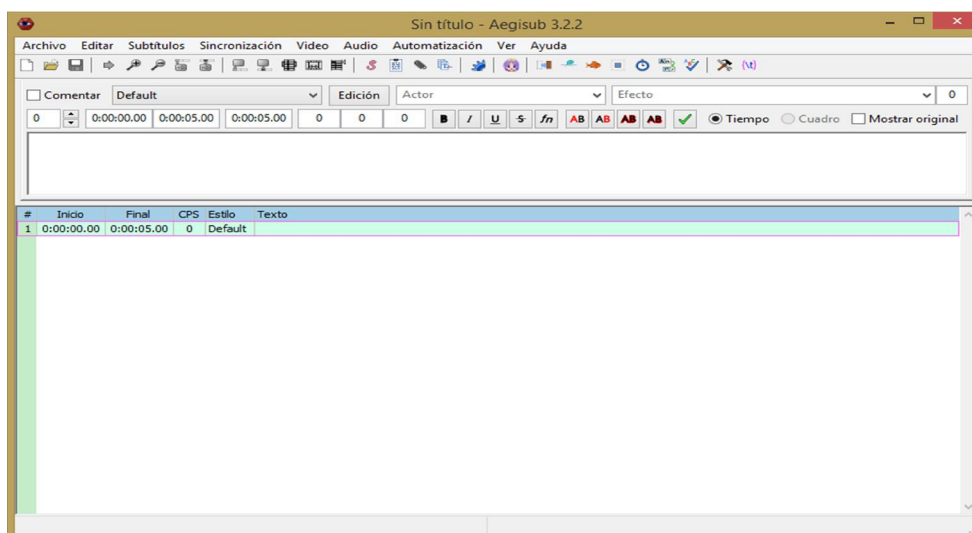 Sin título - Aegisub 3.2.2
Archivo Editar Subtítulos Sincronización Video Audio Automatización Ver Ayuda
Comentar Default Edición Actor Efecto 0
0 0:00:00.00 0:00:05.00 0:00:05.00 0 0 0 B I U S fn AB AB AB AB Tiempo Cuadro Mostrar original
# Inicio Final CPS Estilo Texto
1 0:00:00.00 0:00:05.00 0 Default